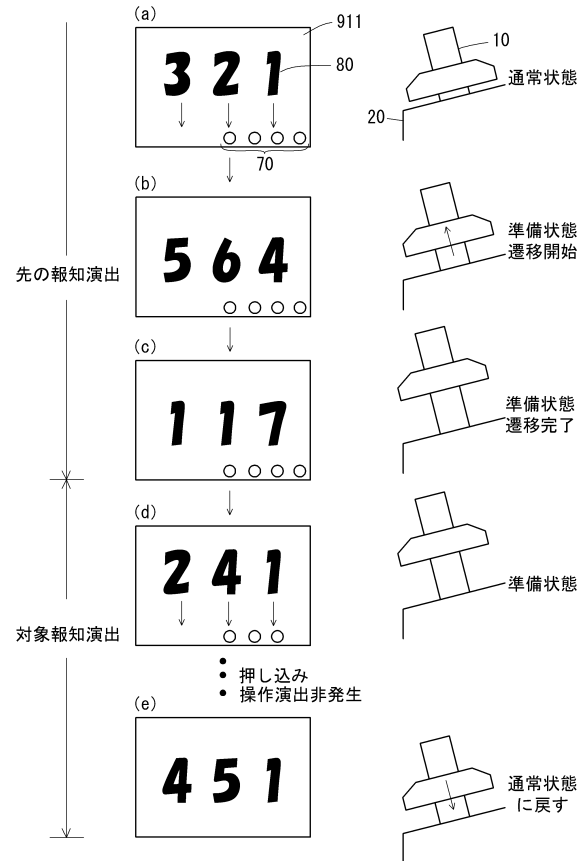 (a)
911
3 2 1
80
70
10
20
通常状態
(b)
5 6 4
準備状態
遷移開始
先の報知演出
(c)
1 1 7
準備状態
遷移完了
(d)
2 4 1
準備状態
対象報知演出
押し込み
操作演出非発生
(e)
4 5 1
通常状態
に戻す